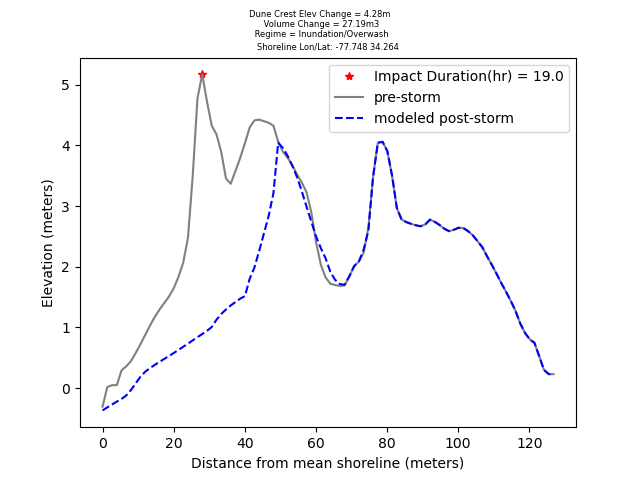 Dune Crest Elev Change = 4.28m
Volume Change = 27.19m3
Regime = Inundation/Overwash
Shoreline Lon/Lat: -77.748 34.264
Impact Duration(hr) = 19.0
pre-storm
modeled post-storm
Elevation (meters)
5
4
3
2
1
0
0 20 40 60 80 100 120
Distance from mean shoreline (meters)